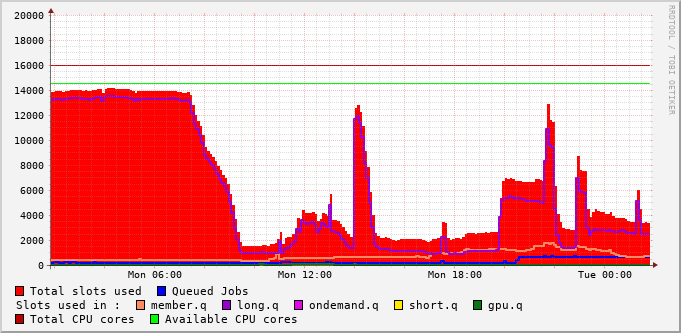 20000
18000
16000
14000
12000
10000
8000
6000
4000
2000
0
Mon 06:00 Mon 12:00 Mon 18:00 Tue 00:00
RRDTOOL / TOBI OETIKER
Total slots used Queued Jobs
Slots used in : member.q long.q ondemand.q short.q gpu.q
Total CPU cores Available CPU cores